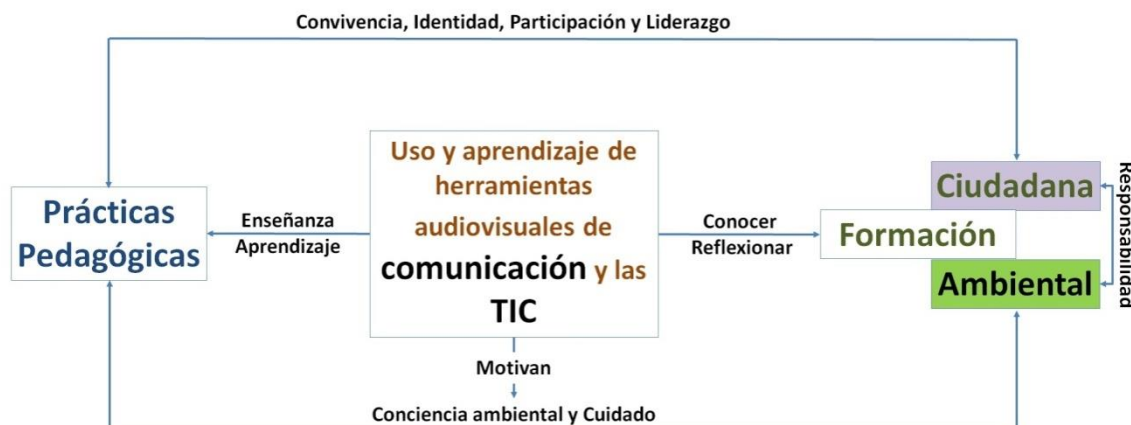 Convivencia, Identidad, Participación y Liderazgo
Prácticas
Pedagógicas
Enseñanza
Aprendizaje
Uso y aprendizaje de
herramientas
audiovisuales de
comunicación y las
TIC
Conocer
Reflexionar
Ciudadana
Formación
Ambiental
Responsabilidad
Motivan
Conciencia ambiental y Cuidado